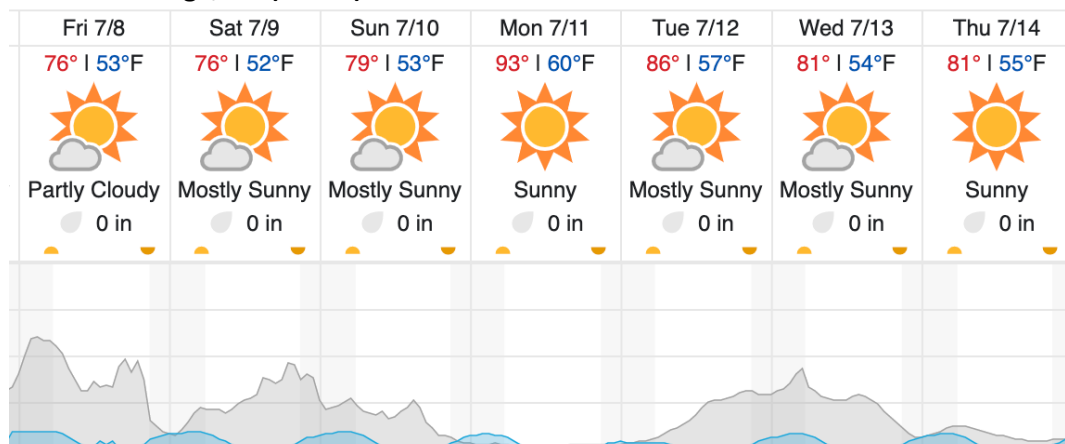 Fri 7/8 Sat 7/9 Sun 7/10 Mon 7/11 Tue 7/12 Wed 7/13 Thu 7/14
76° | 53°F 76° | 52°F 79° | 53°F 93° | 60°F 86° | 57°F 81° | 54°F 81° | 55°F
Partly Cloudy Mostly Sunny Mostly Sunny Sunny Mostly Sunny Mostly Sunny Sunny
0 in 0 in 0 in 0 in 0 in 0 in 0 in